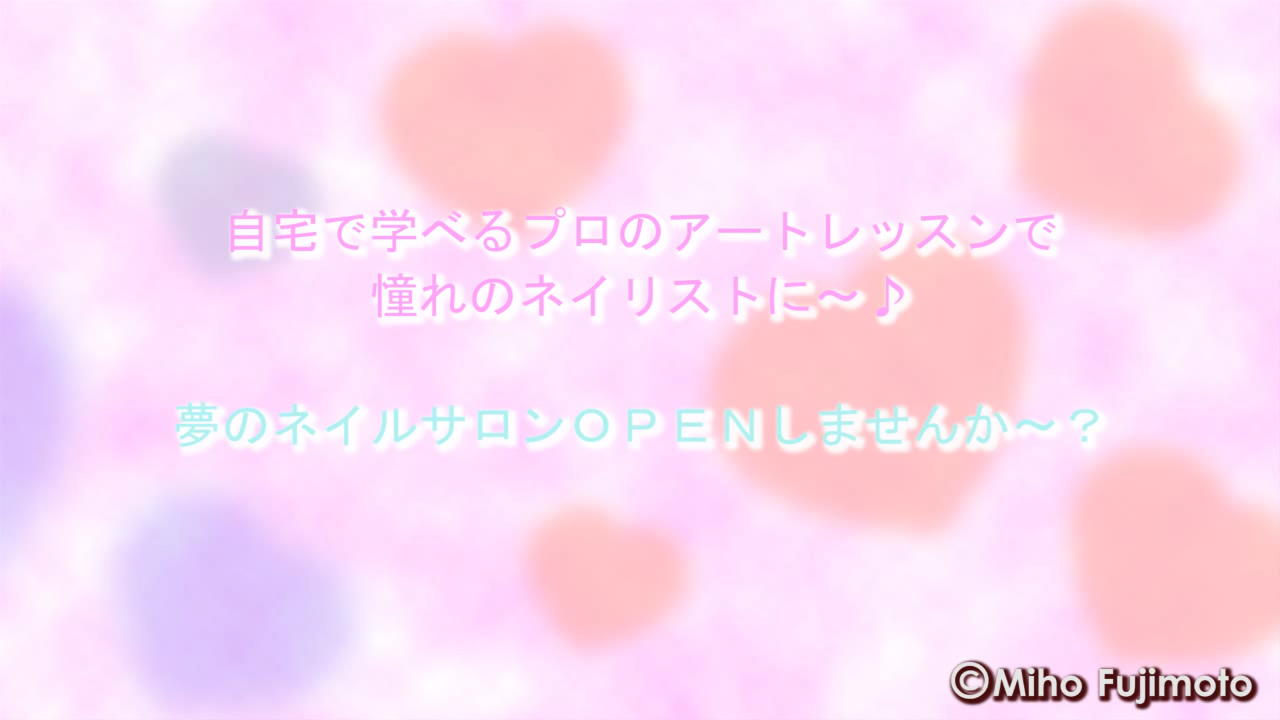 自宅で学べるプロのアートレッスンで
憧れのネイリストに～♪
夢のネイルサロンＯＰＥＮしませんか～？
©Miho Fujimoto